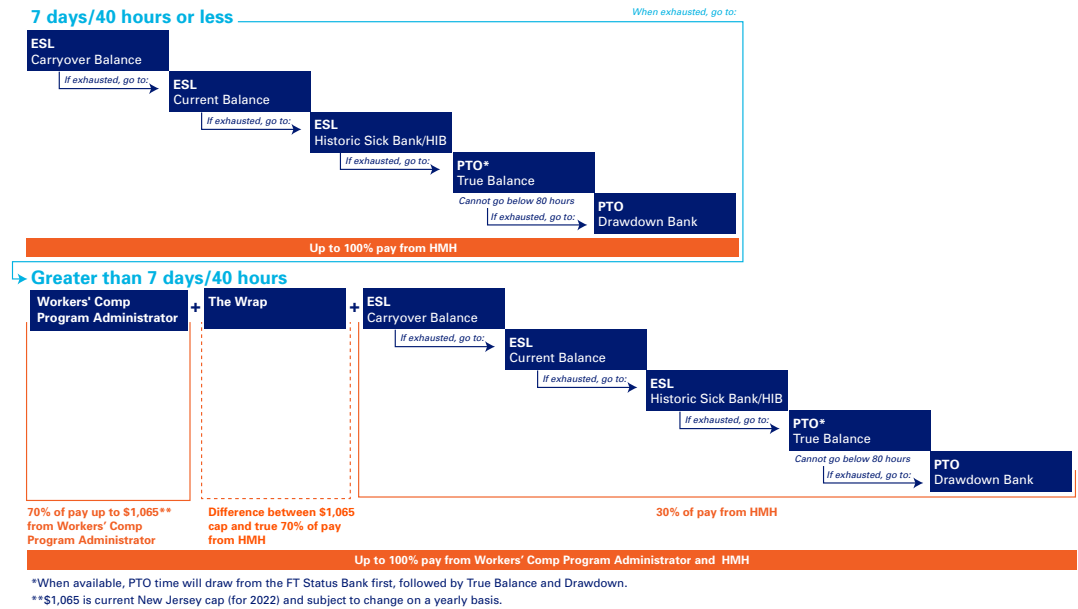 7 days/40 hours or less
When exhausted, go to:
ESL
Carryover Balance
If exhausted, go to:
ESL
Current Balance
If exhausted, go to:
ESL
Historic Sick Bank/HIB
If exhausted, go to:
PTO*
True Balance
Cannot go below 80 hours
If exhausted, go to:
PTO
Drawdown Bank
Up to 100% pay from HMH
Greater than 7 days/40 hours
Workers' Comp
Program Administrator
+
The Wrap
+
ESL
Carryover Balance
If exhausted, go to:
ESL
Current Balance
If exhausted, go to:
ESL
Historic Sick Bank/HIB
If exhausted, go to:
PTO*
True Balance
Cannot go below 80 hours
If exhausted, go to:
PTO
Drawdown Bank
70% of pay up to $1,065**
from Workers’ Comp
Program Administrator
Difference between $1,065
cap and true 70% of pay
from HMH
30% of pay from HMH
Up to 100% pay from Workers’ Comp Program Administrator and HMH
*When available, PTO time will draw from the FT Status Bank first, followed by True Balance and Drawdown.
**$1,065 is current New Jersey cap (for 2022) and subject to change on a yearly basis.